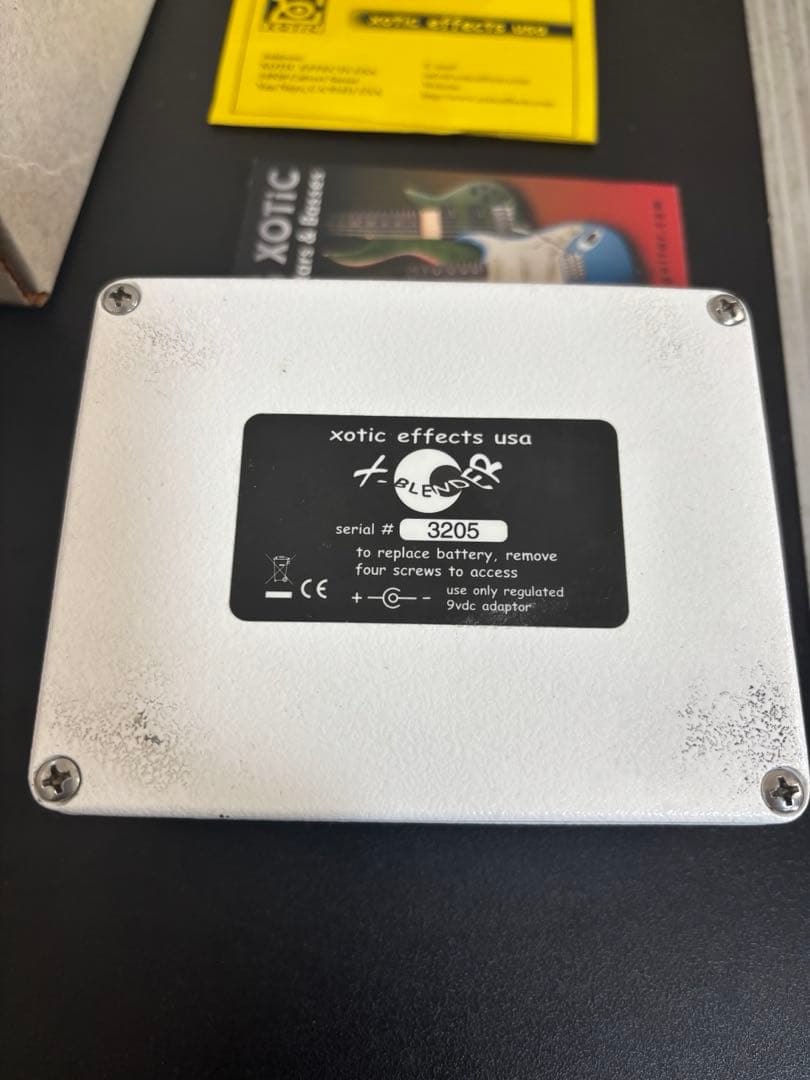 xotic effects usa
XOTIC
& Basses
xotic effects usa
X-BLENDER
serial # 3205
to replace battery, remove
four screws to access
CE
+ -
use only regulated
9vdc adaptor